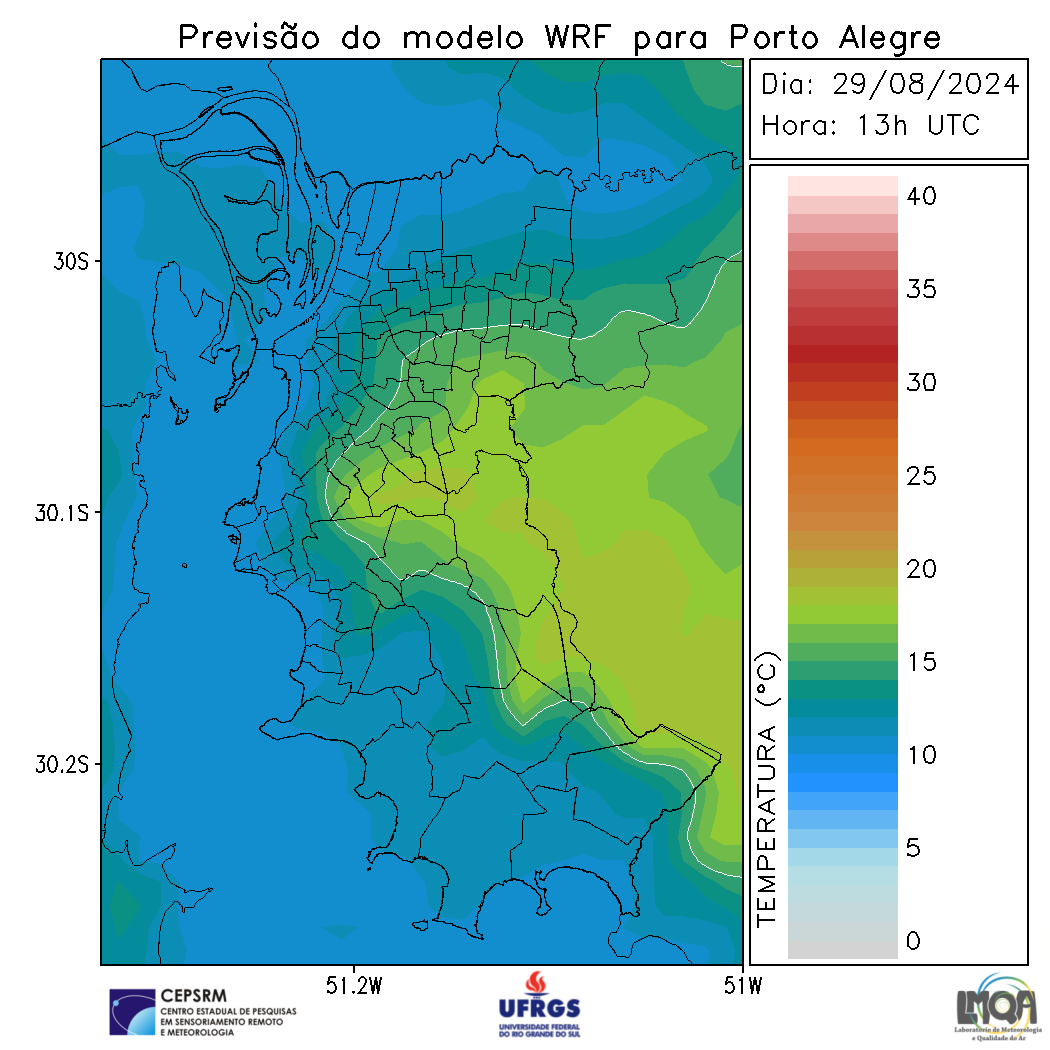 Previsão do modelo WRF para Porto Alegre
Dia: 29/08/2024
Hora: 13h UTC
40
35
30
25
20
15
10
5
0
TEMPERATURA (°C)
30S
30.1S
30.2S
51.2W
51W
CEPSRM
CENTRO ESTADUAL DE PESQUISAS
EM SENSORIAMENTO REMOTO
E METEOROLOGIA
UFRGS
UNIVERSIDADE FEDERAL
DO RIO GRANDE DO SUL
LMQA
Laboratório de Meteorologia
e Qualidade do Ar